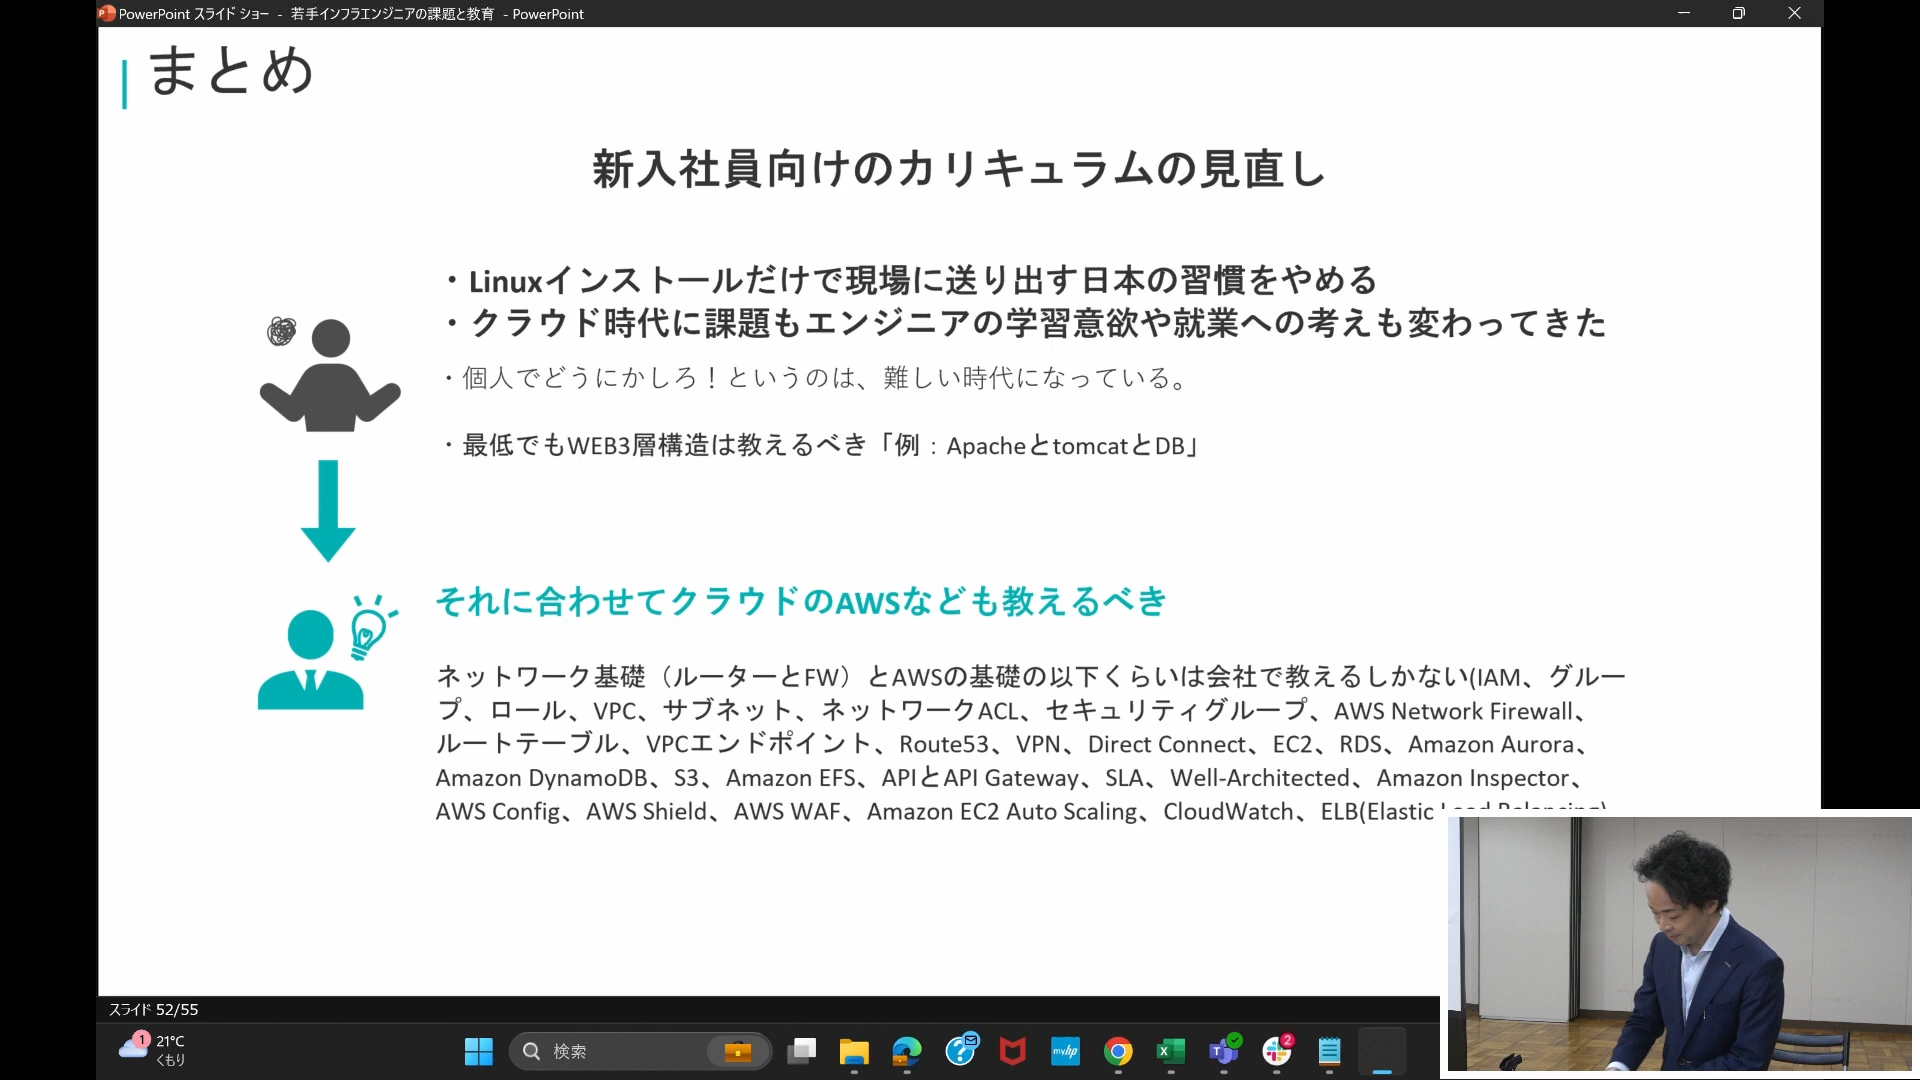 PowerPoint スライド ショー - 若手インフラエンジニアの課題と教育 - PowerPoint
まとめ
新入社員向けのカリキュラムの見直し
・Linuxインストールだけで現場に送り出す日本の習慣をやめる
・クラウド時代に課題もエンジニアの学習意欲や就業への考えも変わってきた
・個人でどうにかしろ！というのは、難しい時代になっている。
・最低でもWEB3層構造は教えるべき「例：ApacheとtomcatとDB」
それに合わせてクラウドのAWSなども教えるべき
ネットワーク基礎（ルーターとFW）とAWSの基礎の以下くらいは会社で教えるしかない(IAM、グルー
プ、ロール、VPC、サブネット、ネットワークACL、セキュリティグループ、AWS Network Firewall、
ルートテーブル、VPCエンドポイント、Route53、VPN、Direct Connect、EC2、RDS、Amazon Aurora、
Amazon DynamoDB、S3、Amazon EFS、APIとAPI Gateway、SLA、Well-Architected、Amazon Inspector、
AWS Config、AWS Shield、AWS WAF、Amazon EC2 Auto Scaling、CloudWatch、ELB(Elastic Load Balancing)
スライド 52/55
1
21°C
くもり
検索
myhp
2